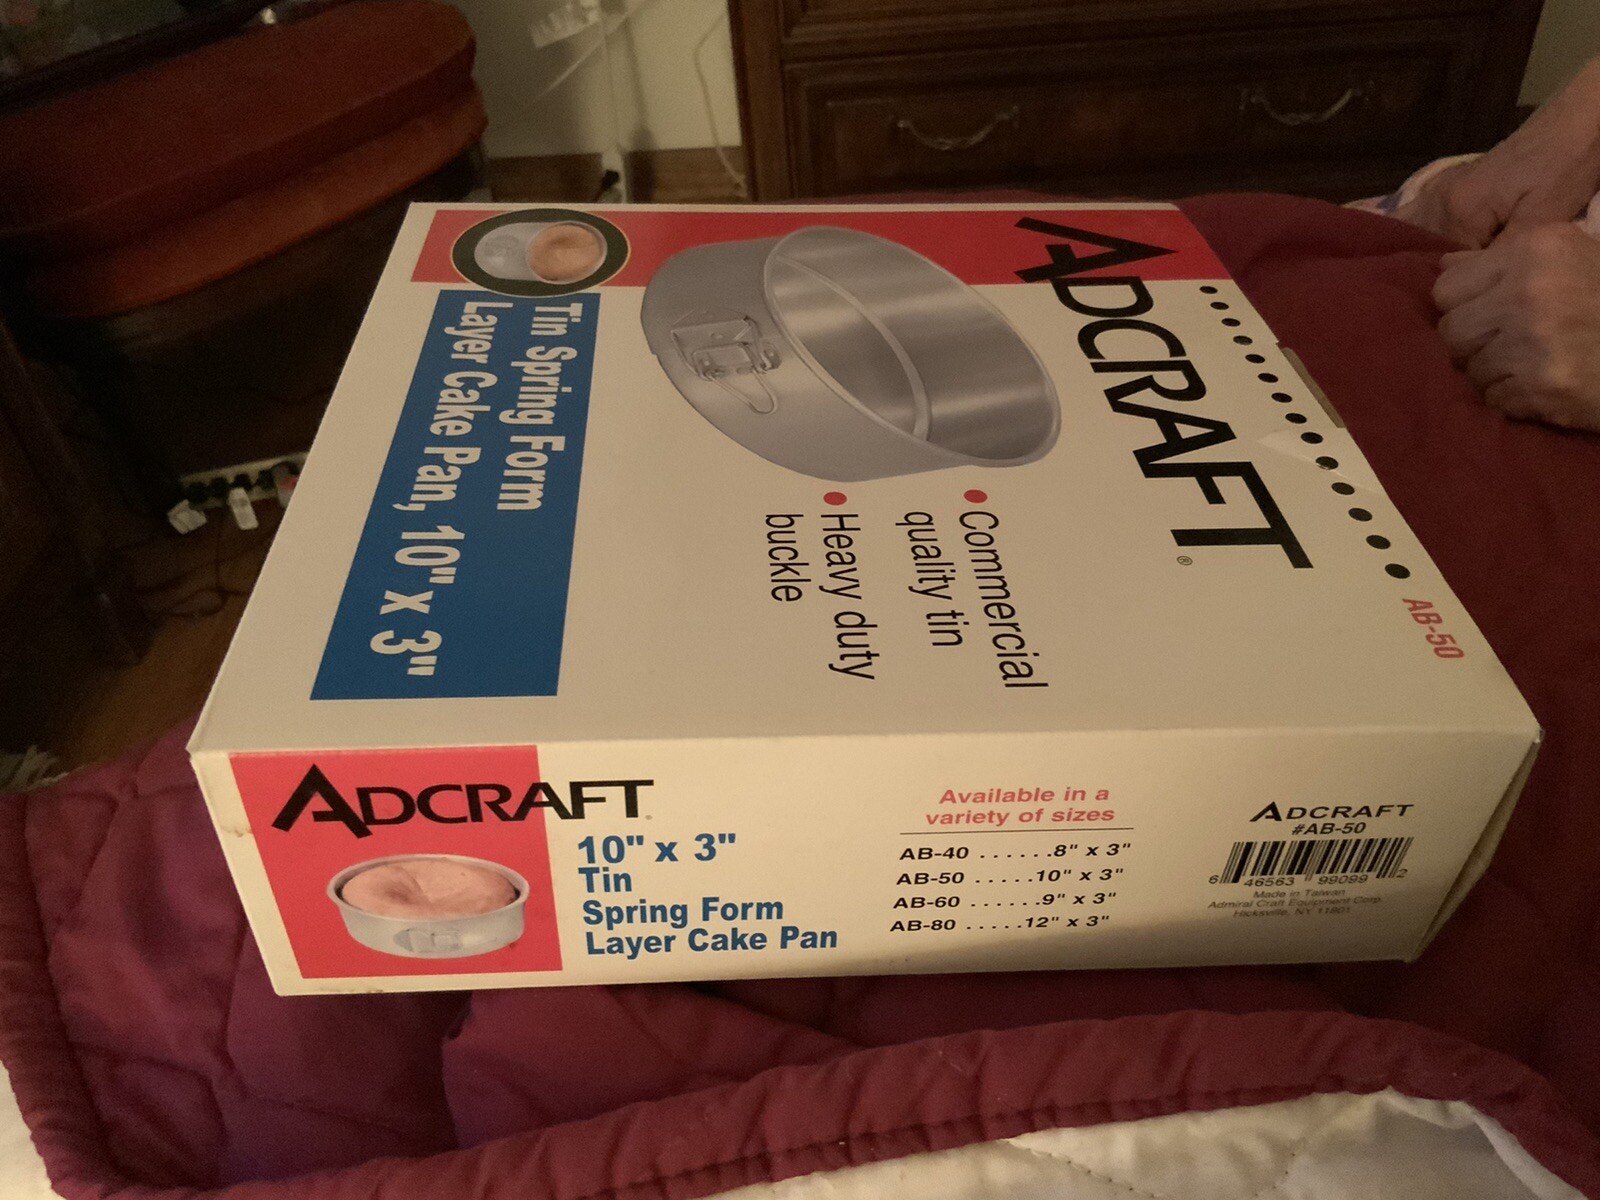 ADCRAFT®
AB-50
• Commercial
quality tin
• Heavy duty
buckle
Tin Spring Form
Layer Cake Pan, 10" x 3"
ADCRAFT
10" x 3"
Tin
Spring Form
Layer Cake Pan
Available in a
variety of sizes
AB-40 ......8" x 3"
AB-50 .....10" x 3"
AB-60 ......9" x 3"
AB-80 .....12" x 3"
ADCRAFT
#AB-50
6 46563 99099 2
Made in Taiwan
Admiral Craft Equipment Corp.
Hicksville, NY 11801